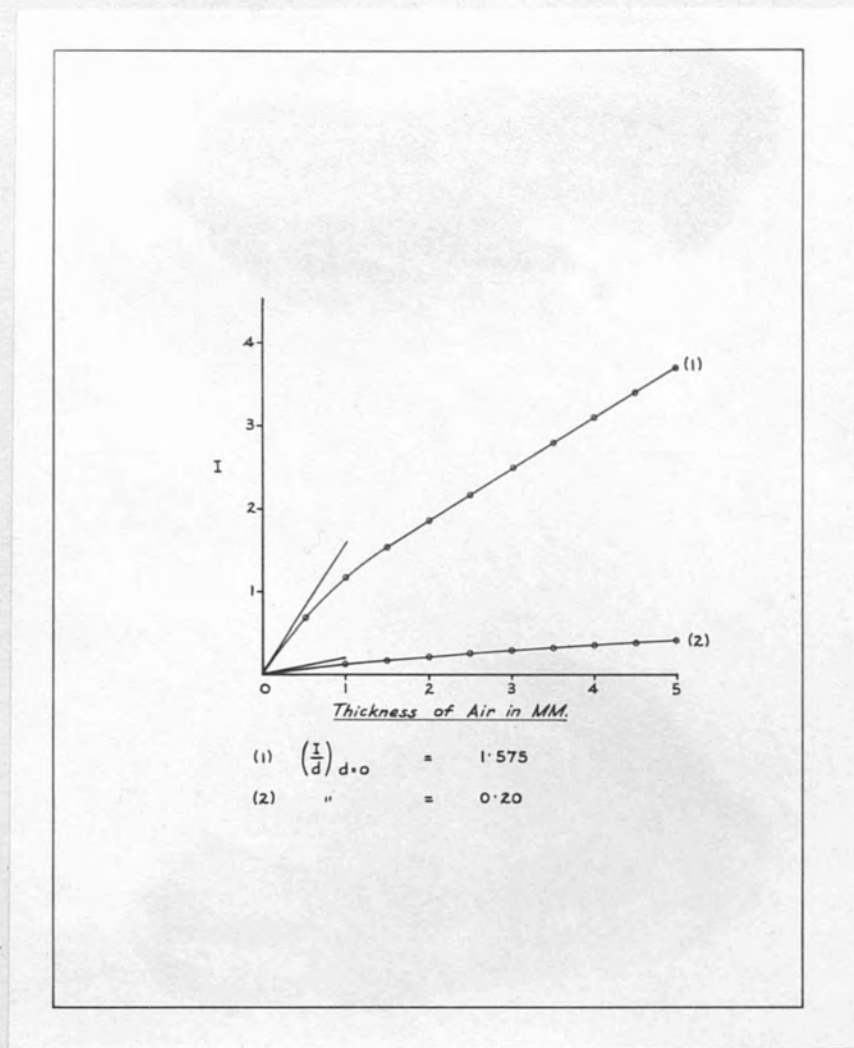 4
(1)
3
I
2
1
(2)
0 1 2 3 4 5
Thickness of Air in MM.
(1) (I/d) d=0 = 1·575
(2) " = 0·20